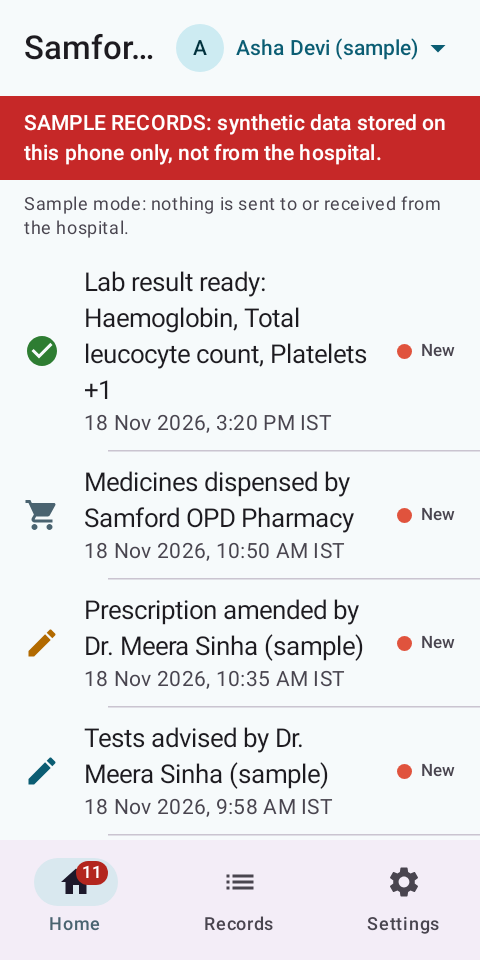 Samfor...
A
Asha Devi (sample)
SAMPLE RECORDS: synthetic data stored on
this phone only, not from the hospital.
Sample mode: nothing is sent to or received from
the hospital.
Lab result ready:
Haemoglobin, Total
leucocyte count, Platelets
+1
New
18 Nov 2026, 3:20 PM IST
Medicines dispensed by
Samford OPD Pharmacy
New
18 Nov 2026, 10:50 AM IST
Prescription amended by
Dr. Meera Sinha (sample)
New
18 Nov 2026, 10:35 AM IST
Tests advised by Dr.
Meera Sinha (sample)
New
18 Nov 2026, 9:58 AM IST
11
Home
Records
Settings